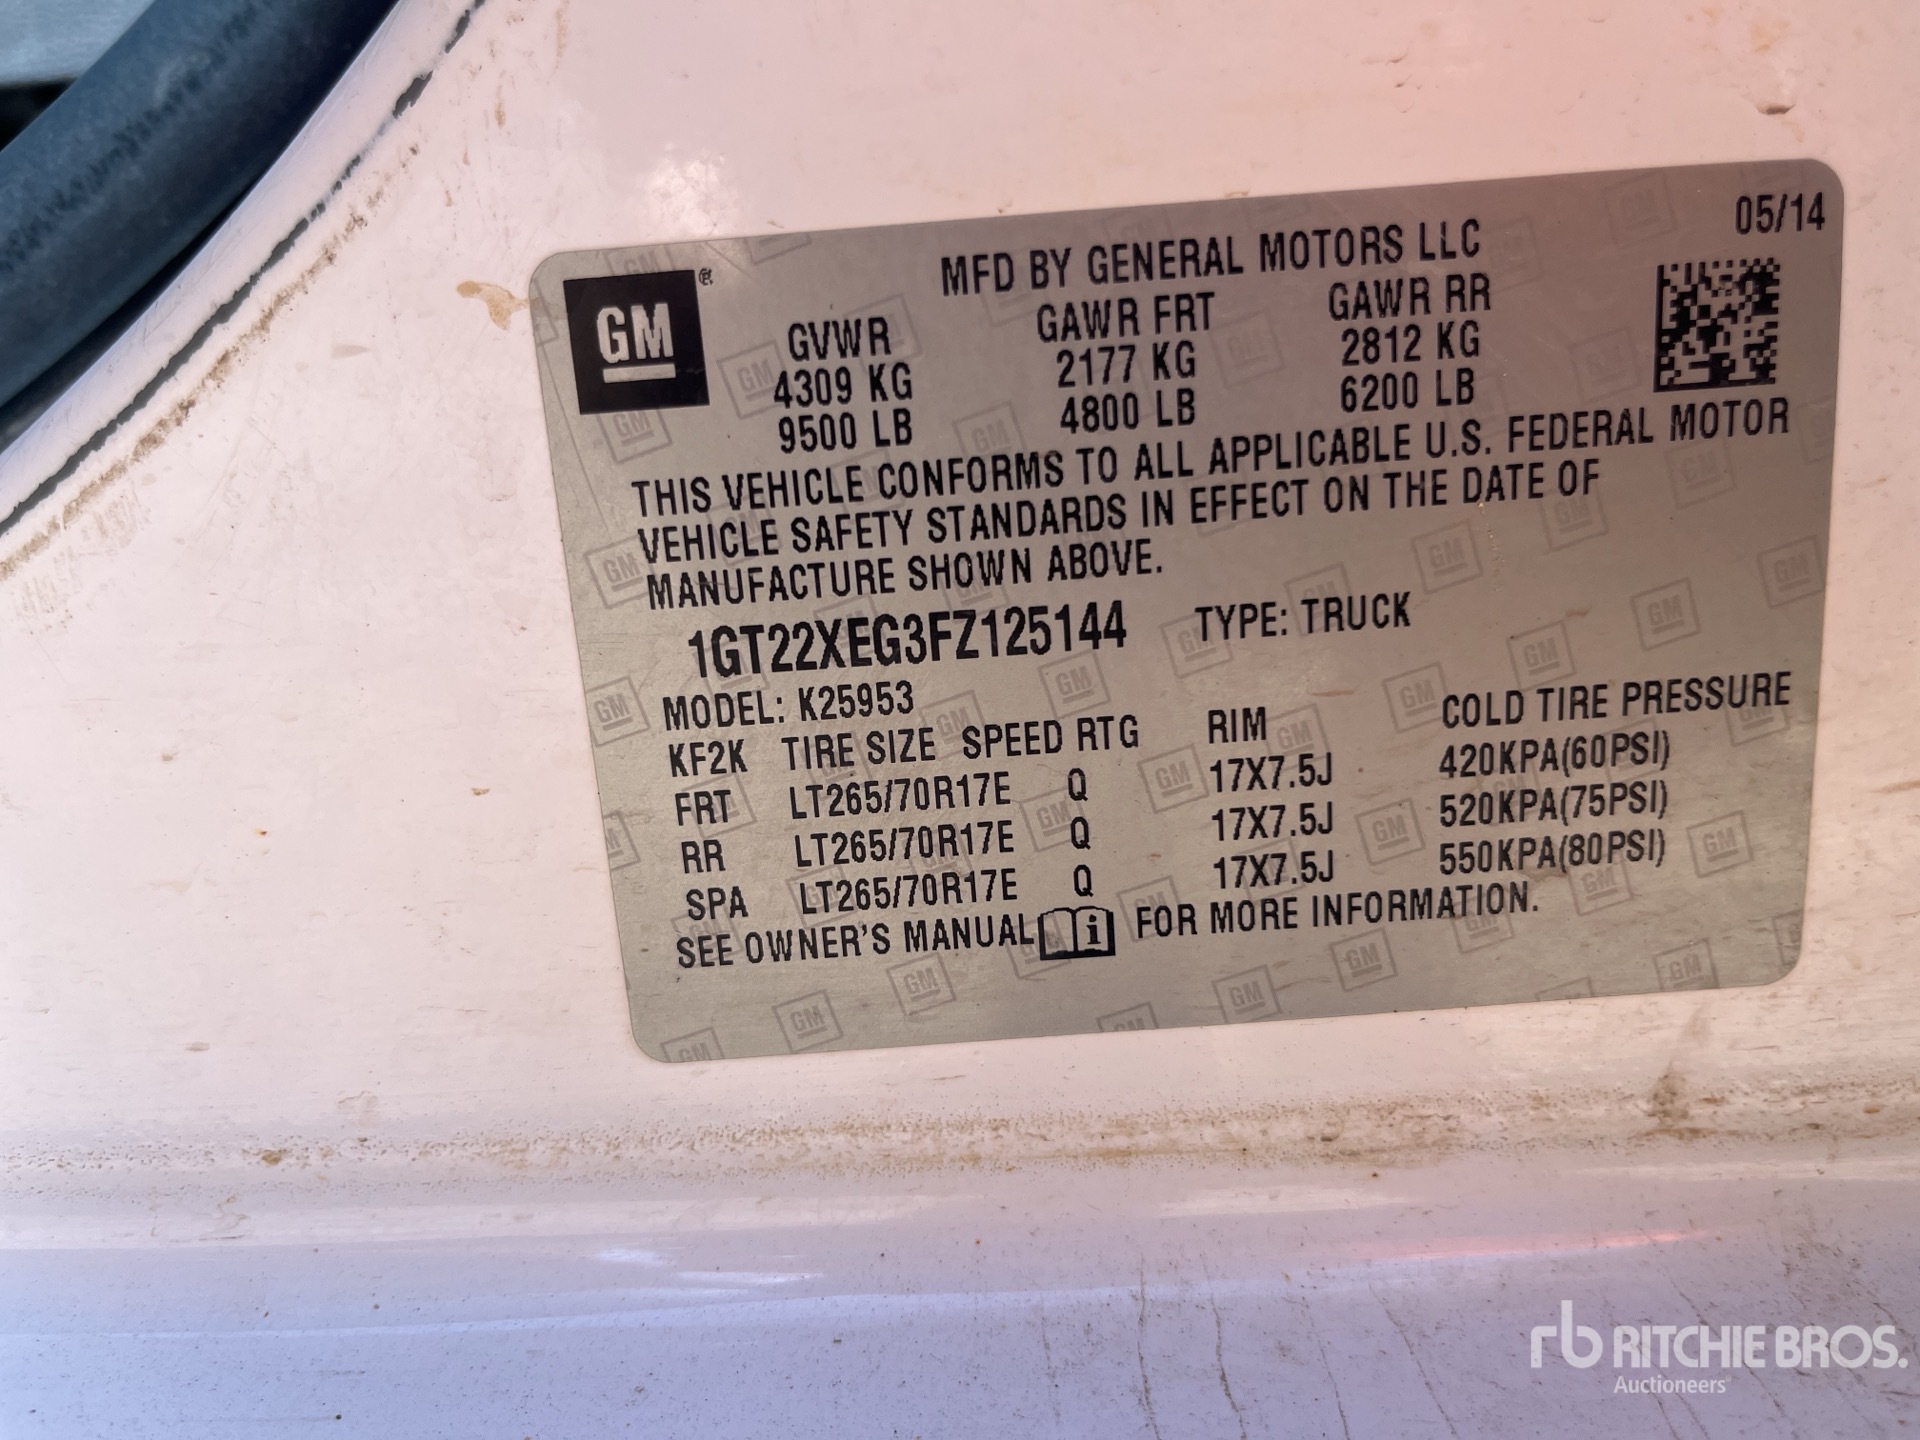 05/14
GM ®
MFD BY GENERAL MOTORS LLC
GVWR GAWR FRT GAWR RR
4309 KG 2177 KG 2812 KG
9500 LB 4800 LB 6200 LB
THIS VEHICLE CONFORMS TO ALL APPLICABLE U.S. FEDERAL MOTOR
VEHICLE SAFETY STANDARDS IN EFFECT ON THE DATE OF
MANUFACTURE SHOWN ABOVE.
1GT22XEG3FZ125144 TYPE: TRUCK
MODEL: K25953
KF2K TIRE SIZE SPEED RTG RIM COLD TIRE PRESSURE
FRT LT265/70R17E Q 17X7.5J 420KPA(60PSI)
RR LT265/70R17E Q 17X7.5J 520KPA(75PSI)
SPA LT265/70R17E Q 17X7.5J 550KPA(80PSI)
SEE OWNER'S MANUAL i FOR MORE INFORMATION.
rb RITCHIE BROS.
Auctioneers